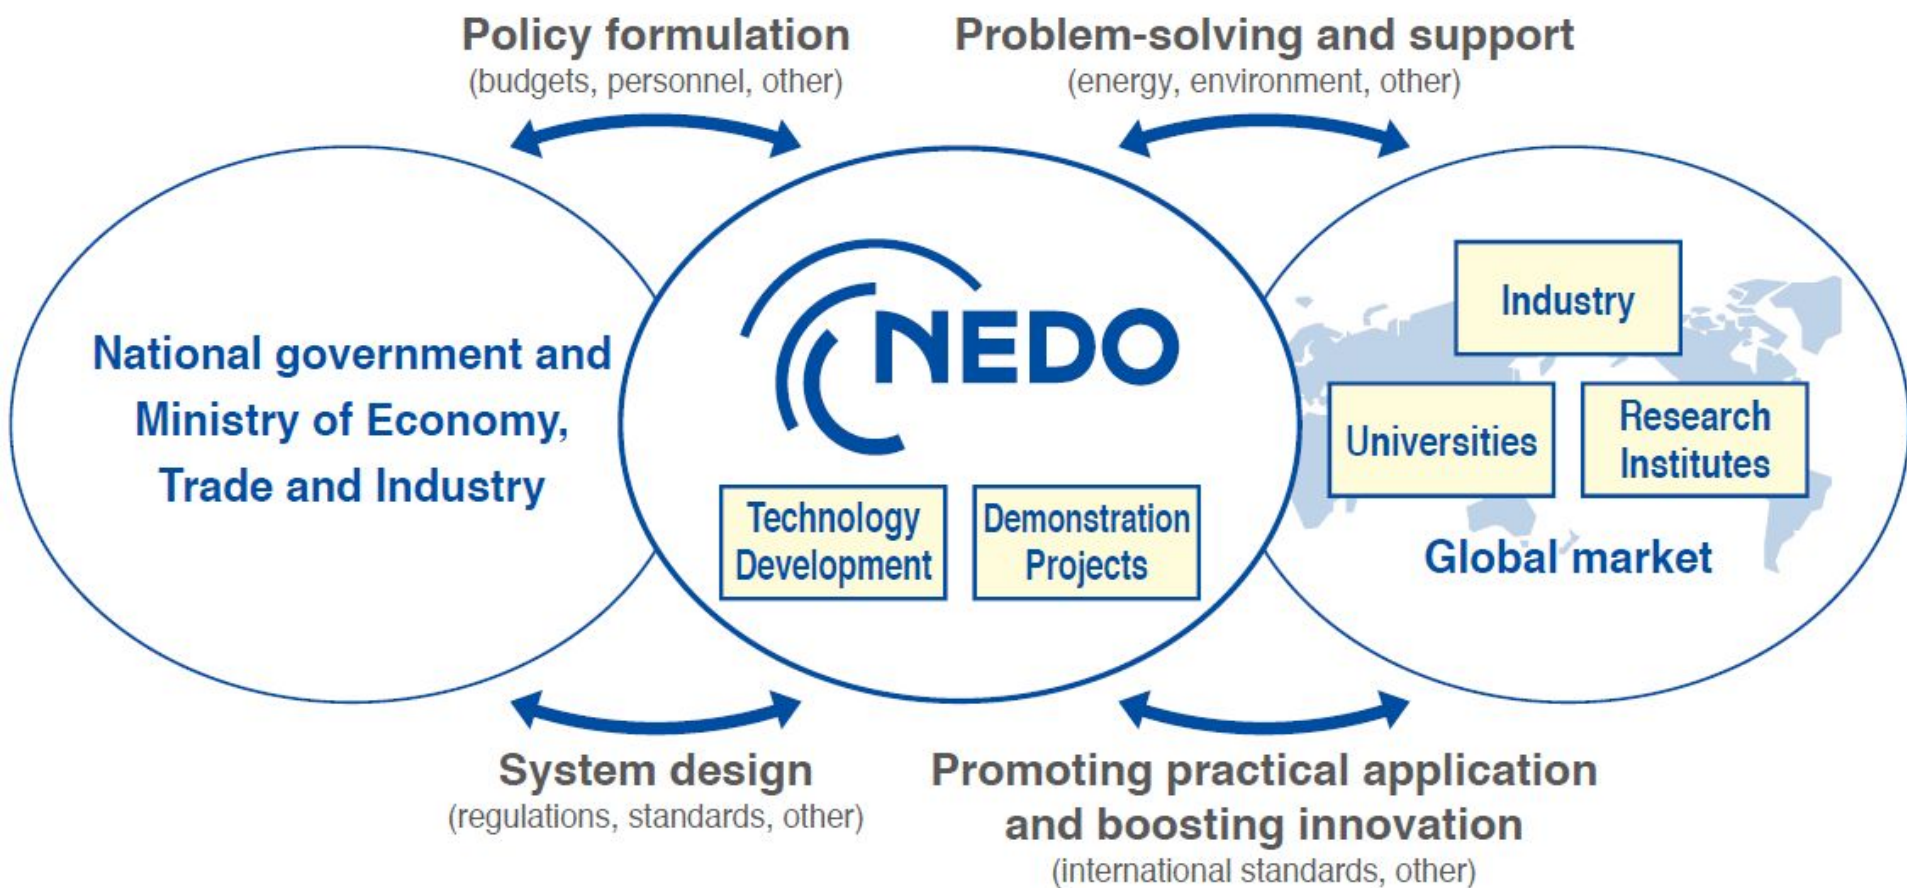 Policy formulation
(budgets, personnel, other)
Problem-solving and support
(energy, environment, other)
National government and
Ministry of Economy,
Trade and Industry
NEDO
Technology
Development
Demonstration
Projects
Industry
Universities
Research
Institutes
Global market
System design
(regulations, standards, other)
Promoting practical application
and boosting innovation
(international standards, other)